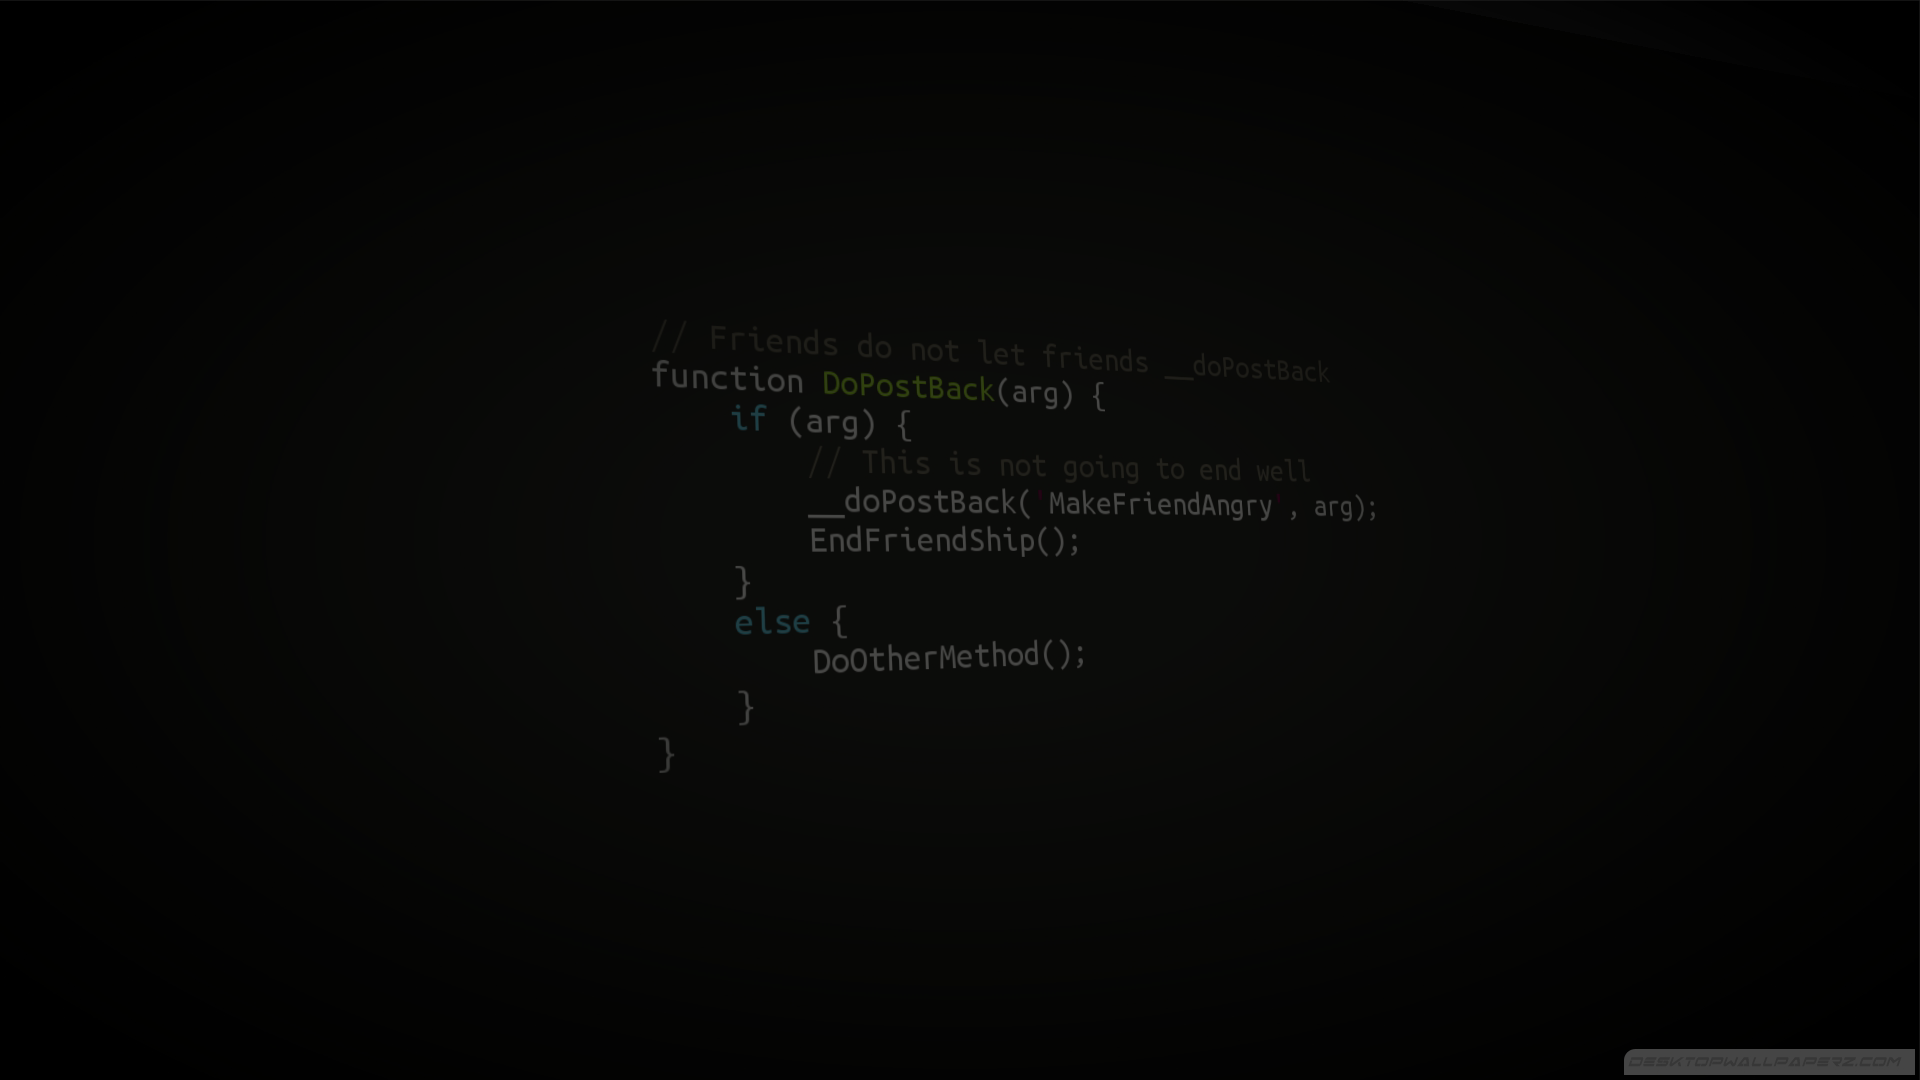 // Friends do not let friends __doPostBack
function DoPostBack(arg) {
if (arg) {
// This is not going to end well
__doPostBack('MakeFriendAngry', arg);
EndFriendShip();
}
else {
DoOtherMethod();
}
}
DESKTOPWALLPAPERZ.COM